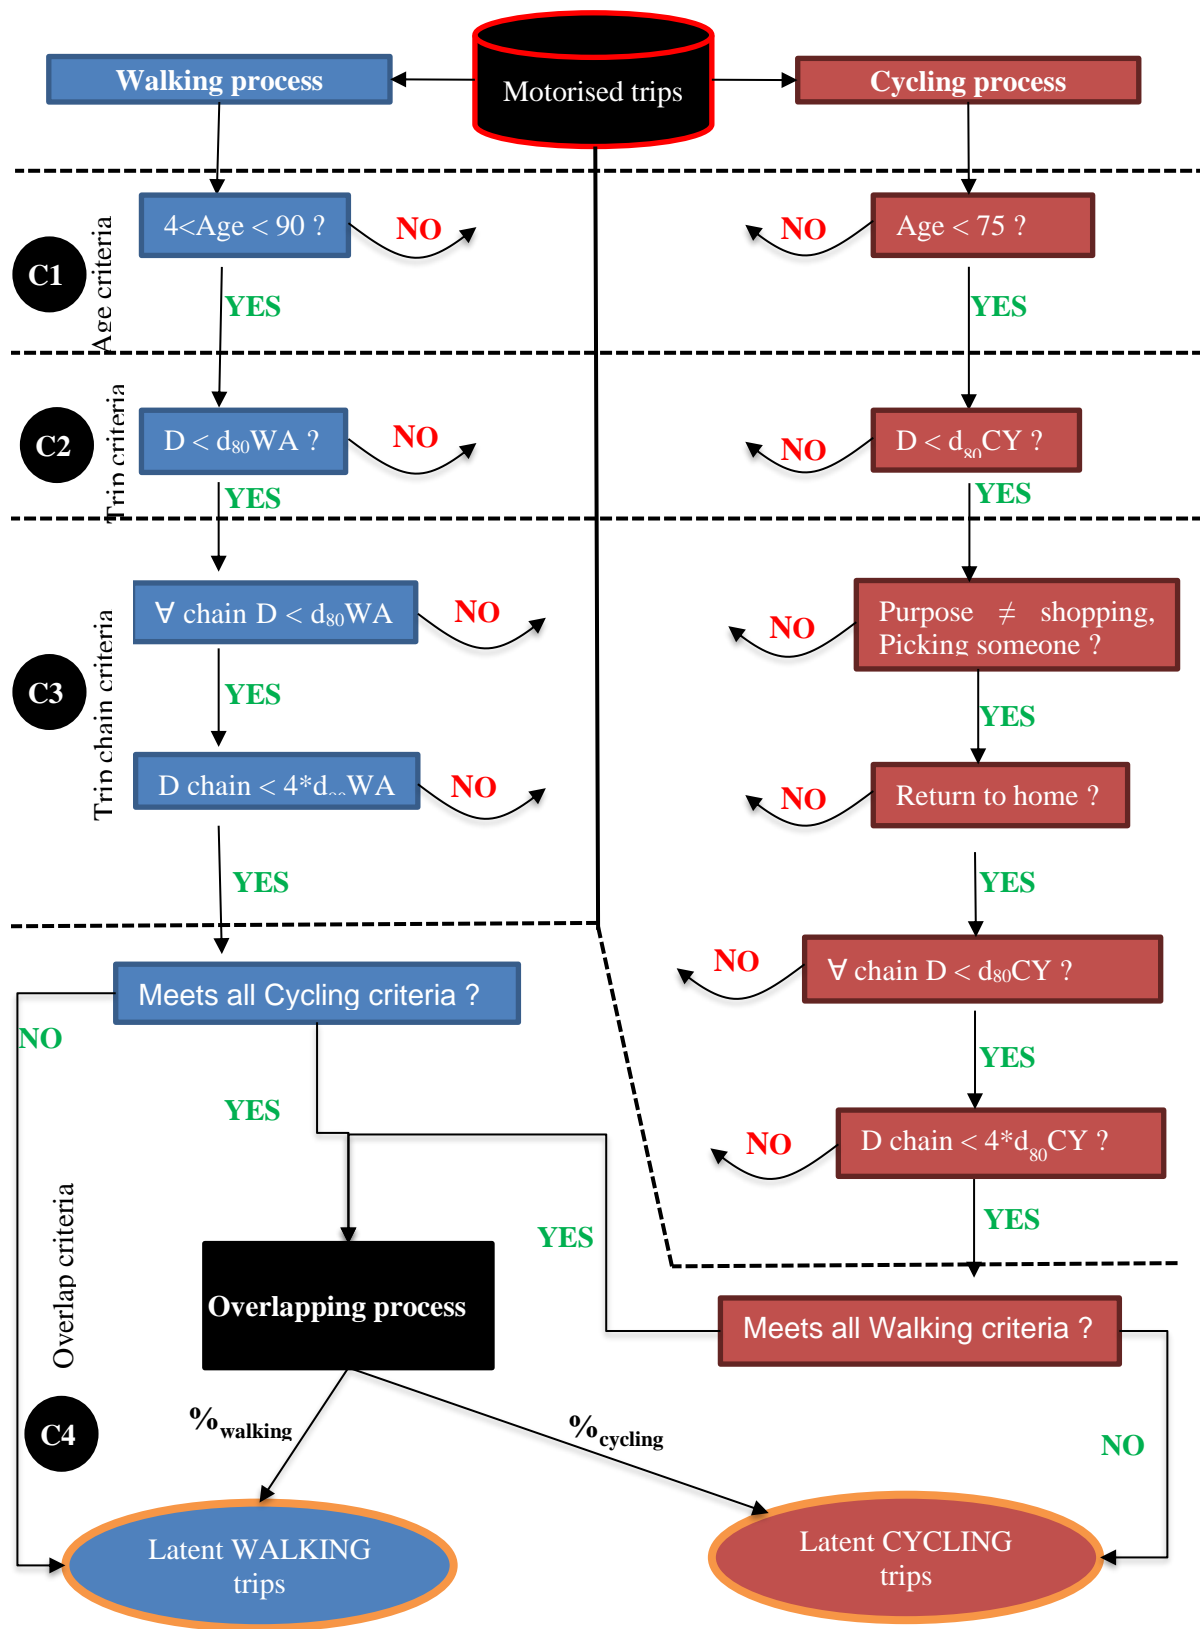 Motorised trips
Walking process
Cycling process
C1
Age criteria
4<Age < 90 ?
NO
YES
NO
Age < 75 ?
YES
C2
Trip criteria
D < d80WA ?
NO
YES
NO
D < d80CY ?
YES
C3
Trip chain criteria
∀ chain D < d80WA
NO
YES
D chain < 4*d80WA
NO
YES
NO
Purpose ≠ shopping,
Picking someone ?
YES
NO
Return to home ?
YES
NO
∀ chain D < d80CY ?
YES
NO
D chain < 4*d80CY ?
YES
Meets all Cycling criteria ?
NO
YES
YES
Overlap criteria
C4
Overlapping process
Meets all Walking criteria ?
NO
%walking
%cycling
Latent WALKING
trips
Latent CYCLING
trips